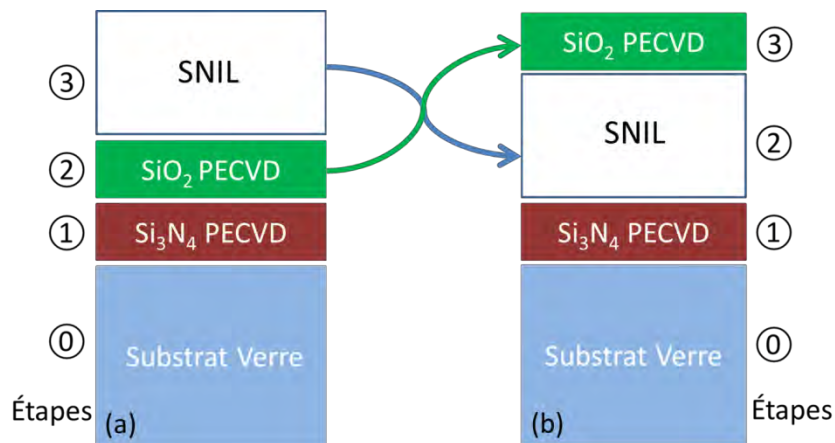 ③ SNIL
② SiO₂ PECVD
① Si₃N₄ PECVD
⓪ Substrat Verre
Étapes (a)
SiO₂ PECVD ③
SNIL ②
Si₃N₄ PECVD ①
Substrat Verre ⓪
(b) Étapes